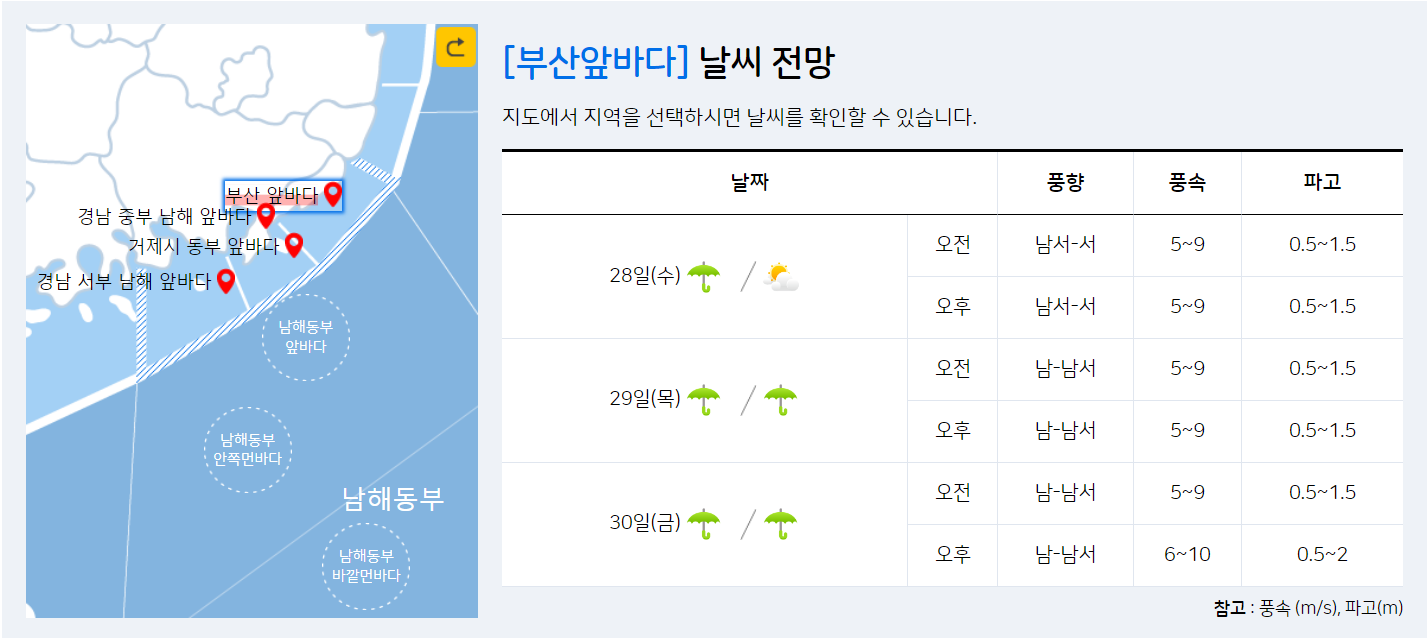 [부산앞바다] 날씨 전망
지도에서 지역을 선택하시면 날씨를 확인할 수 있습니다.
부산 앞바다
경남 중부 남해 앞바다
거제시 동부 앞바다
경남 서부 남해 앞바다
남해동부
앞바다
남해동부
안쪽먼바다
남해동부
남해동부
바깥먼바다
날짜 풍향 풍속 파고
28일(수) / 오전 남서-서 5~9 0.5~1.5
오후 남서-서 5~9 0.5~1.5
29일(목) / 오전 남-남서 5~9 0.5~1.5
오후 남-남서 5~9 0.5~1.5
30일(금) / 오전 남-남서 5~9 0.5~1.5
오후 남-남서 6~10 0.5~2
참고 : 풍속 (m/s), 파고(m)